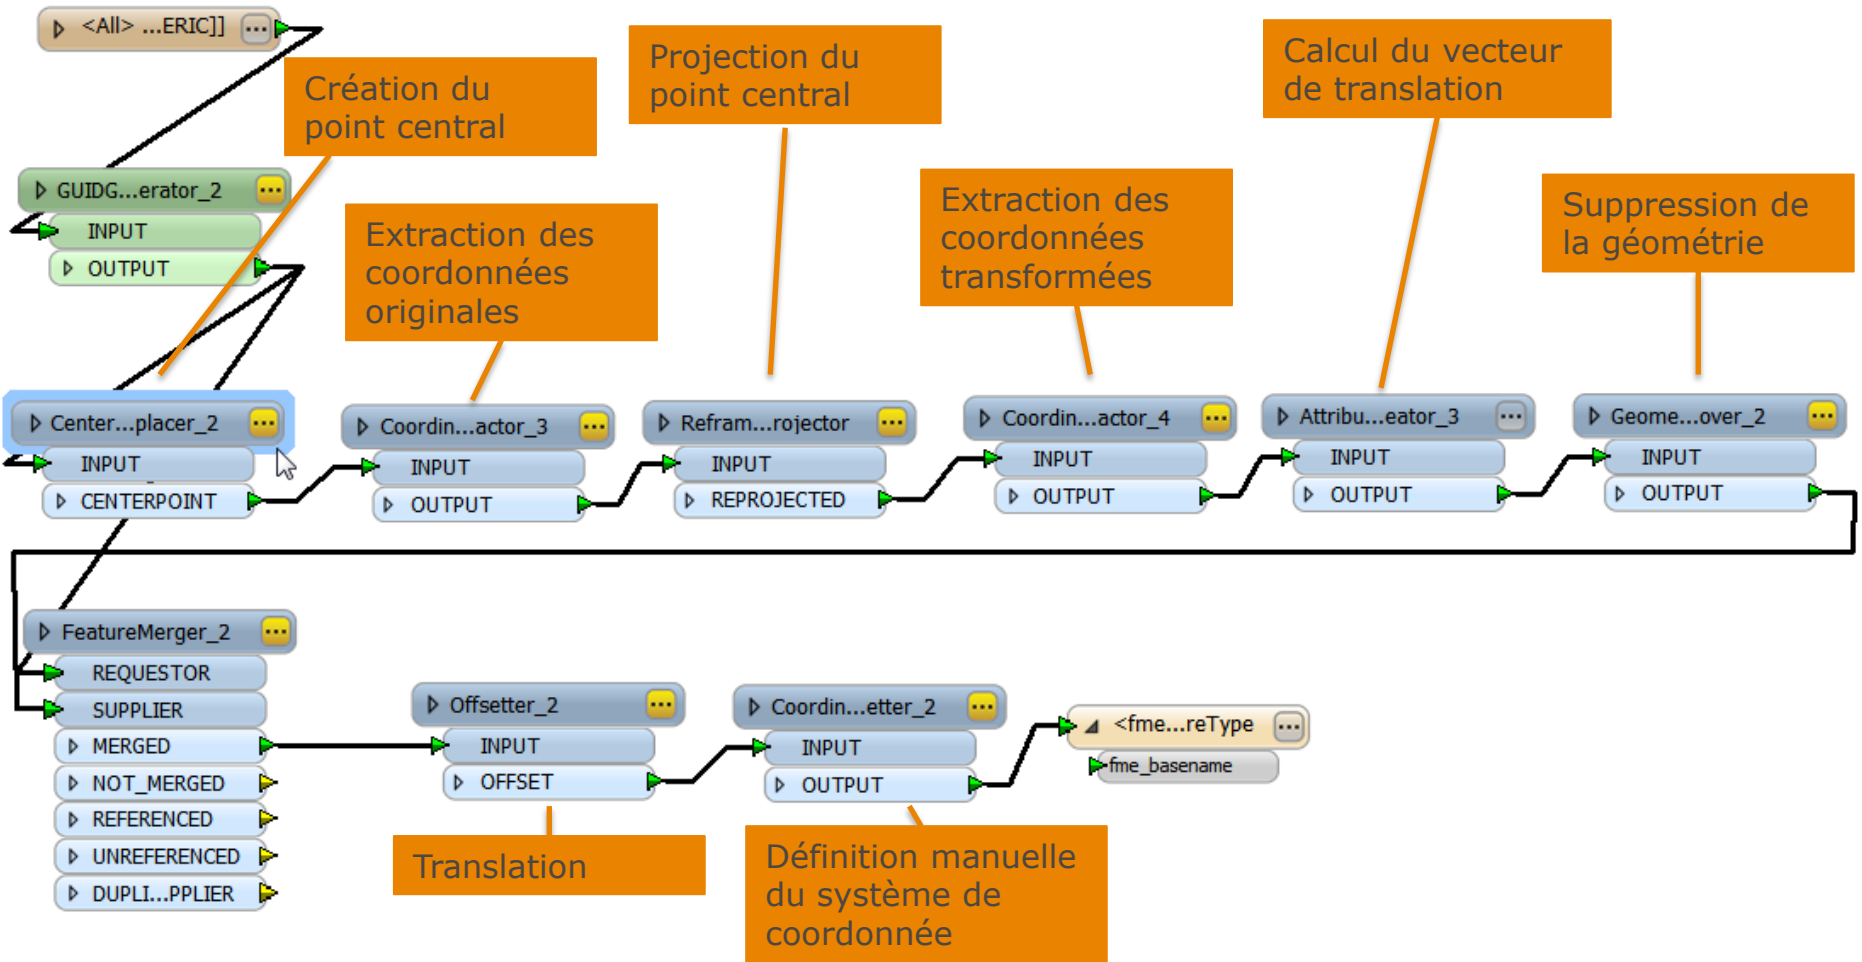 <All> ...ERIC]]
Création du
point central
Projection du
point central
Calcul du vecteur
de translation
GUIDG...erator_2
INPUT
OUTPUT
Extraction des
coordonnées
originales
Extraction des
coordonnées
transformées
Suppression de
la géométrie
Center...placer_2
INPUT
CENTERPOINT
Coordin...actor_3
INPUT
OUTPUT
Refram...rojector
INPUT
REPROJECTED
Coordin...actor_4
INPUT
OUTPUT
Attribu...eator_3
INPUT
OUTPUT
Geome...over_2
INPUT
OUTPUT
FeatureMerger_2
REQUESTOR
SUPPLIER
MERGED
NOT_MERGED
REFERENCED
UNREFERENCED
DUPLI...PPLIER
Offsetter_2
INPUT
OFFSET
Coordin...etter_2
INPUT
OUTPUT
<fme...reType
fme_basename
Translation
Définition manuelle
du système de
coordonnée